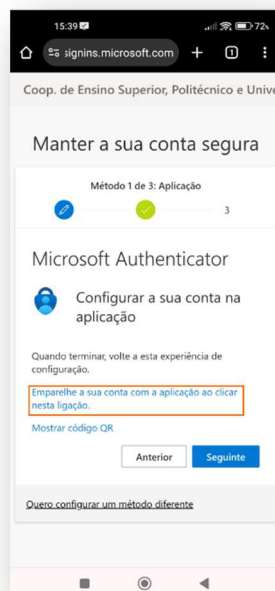 15:39
72%
signins.microsoft.com
1
Coop. de Ensino Superior, Politécnico e Unive
Manter a sua conta segura
Método 1 de 3: Aplicação
3
Microsoft Authenticator
Configurar a sua conta na
aplicação
Quando terminar, volte a esta experiência de
configuração.
Emparelhe a sua conta com a aplicação ao clicar
nesta ligação.
Mostrar código QR
Anterior
Seguinte
Quero configurar um método diferente